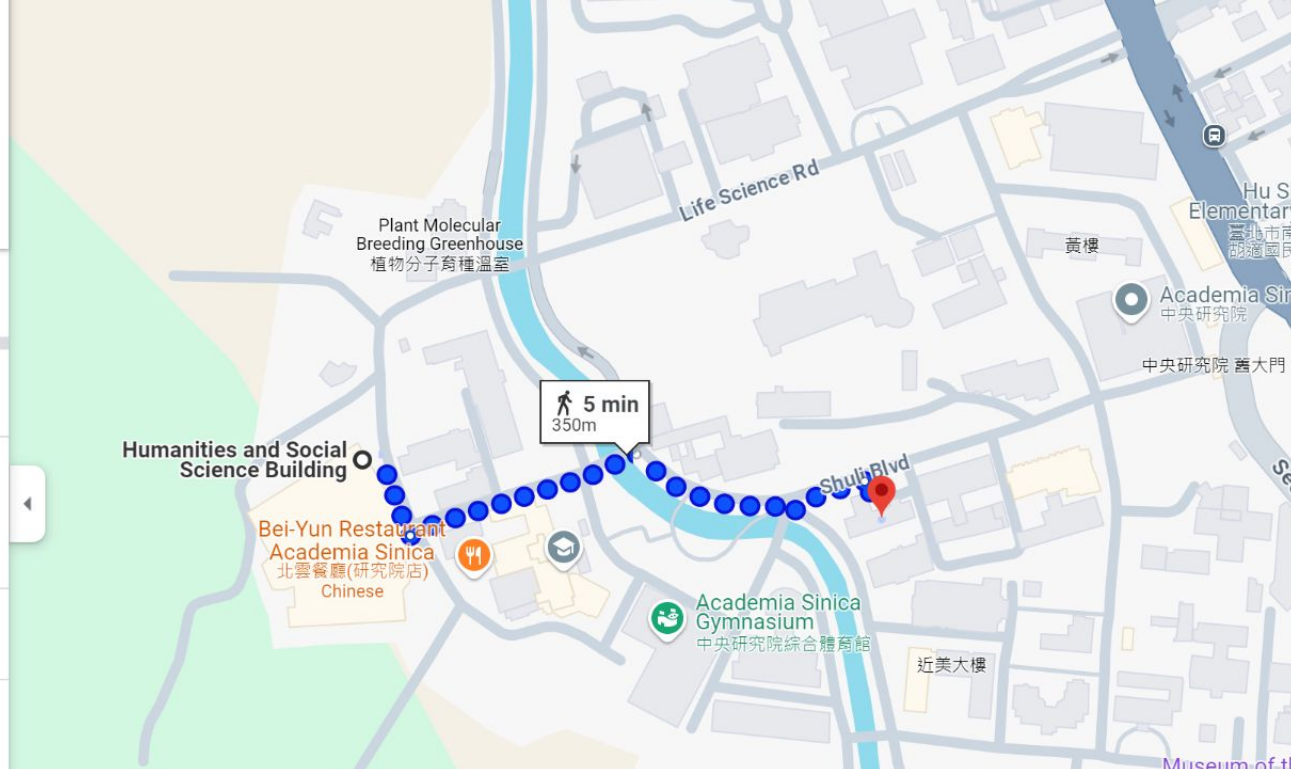 Life Science Rd
Plant Molecular
Breeding Greenhouse
植物分子育種溫室
Hu S
Elementary
臺北市南
胡適國民
黃樓
Academia Sin
中央研究院
中央研究院 舊大門
5 min
350m
Humanities and Social
Science Building
Shuli Blvd
Bei-Yun Restaurant
Academia Sinica
北雲餐廳(研究院店)
Chinese
Academia Sinica
Gymnasium
中央研究院綜合體育館
近美大樓
Museum of th